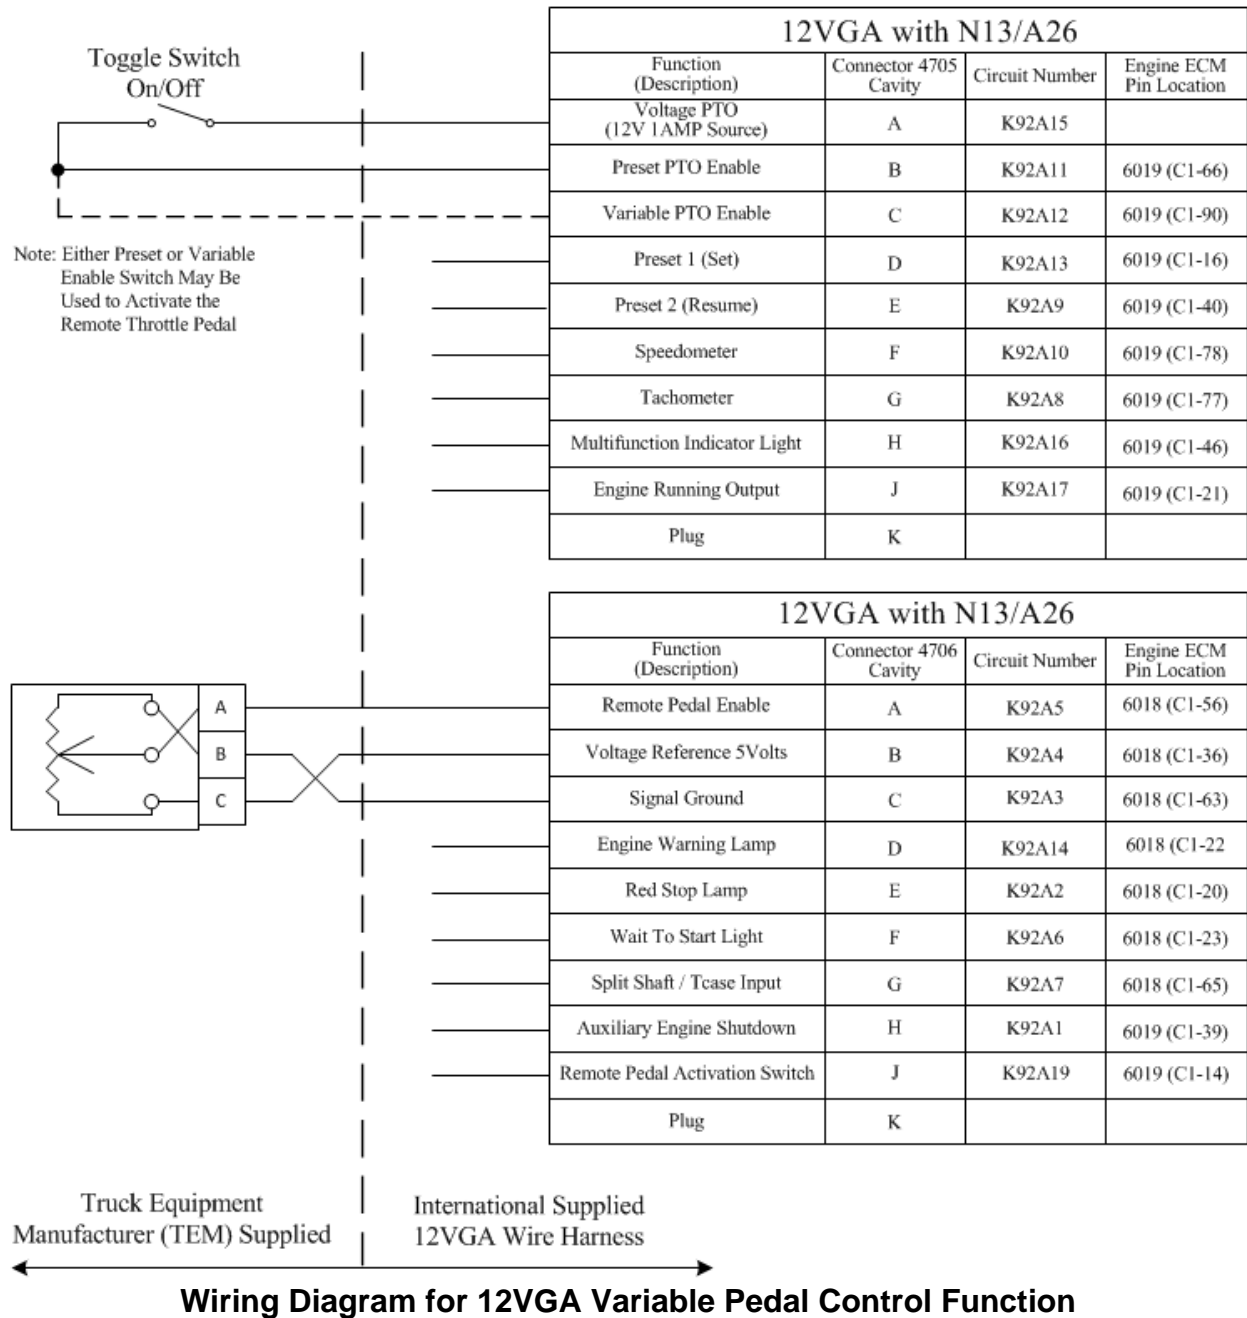 12VGA with N13/A26
Toggle Switch
On/Off
Function
(Description)
Connector 4705
Cavity
Circuit Number
Engine ECM
Pin Location
Voltage PTO
(12V 1AMP Source)
A
K92A15
Preset PTO Enable
B
K92A11
6019 (C1-66)
Variable PTO Enable
C
K92A12
6019 (C1-90)
Note: Either Preset or Variable
Enable Switch May Be
Used to Activate the
Remote Throttle Pedal
Preset 1 (Set)
D
K92A13
6019 (C1-16)
Preset 2 (Resume)
E
K92A9
6019 (C1-40)
Speedometer
F
K92A10
6019 (C1-78)
Tachometer
G
K92A8
6019 (C1-77)
Multifunction Indicator Light
H
K92A16
6019 (C1-46)
Engine Running Output
J
K92A17
6019 (C1-21)
Plug
K
12VGA with N13/A26
Function
(Description)
Connector 4706
Cavity
Circuit Number
Engine ECM
Pin Location
A
Remote Pedal Enable
A
K92A5
6018 (C1-56)
B
Voltage Reference 5Volts
B
K92A4
6018 (C1-36)
C
Signal Ground
C
K92A3
6018 (C1-63)
Engine Warning Lamp
D
K92A14
6018 (C1-22
Red Stop Lamp
E
K92A2
6018 (C1-20)
Wait To Start Light
F
K92A6
6018 (C1-23)
Split Shaft / Tcase Input
G
K92A7
6018 (C1-65)
Auxiliary Engine Shutdown
H
K92A1
6019 (C1-39)
Remote Pedal Activation Switch
J
K92A19
6019 (C1-14)
Plug
K
Truck Equipment
Manufacturer (TEM) Supplied
International Supplied
12VGA Wire Harness
Wiring Diagram for 12VGA Variable Pedal Control Function